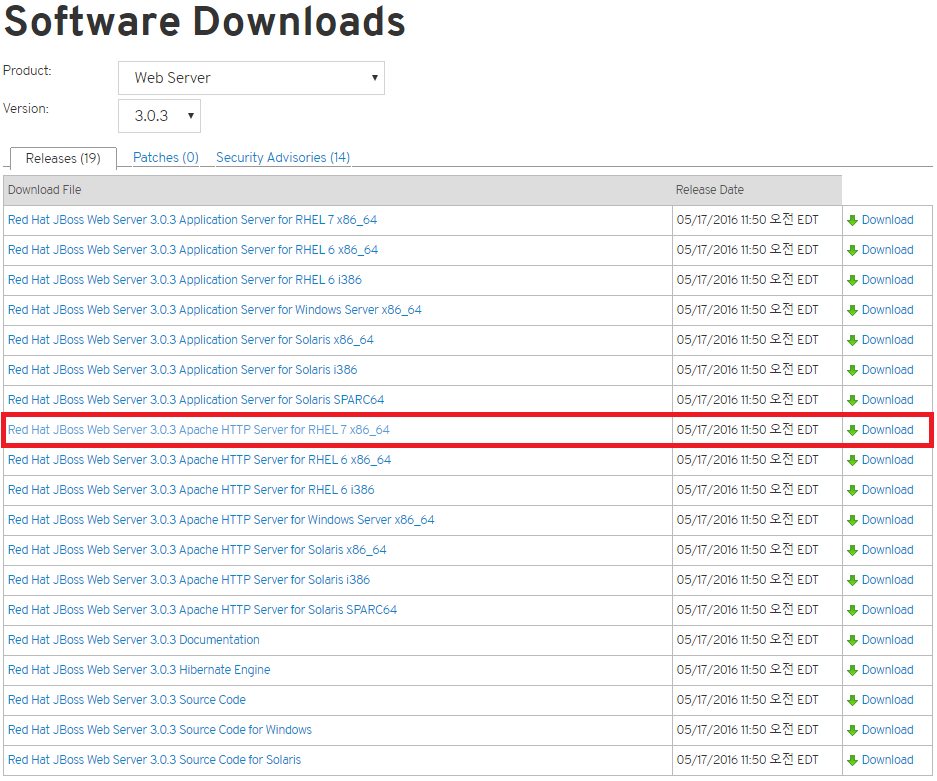 Software Downloads
Product: Web Server
Version: 3.0.3
Releases (19) Patches (0) Security Advisories (14)
Download File Release Date
Red Hat JBoss Web Server 3.0.3 Application Server for RHEL 7 x86_64 05/17/2016 11:50 오전 EDT Download
Red Hat JBoss Web Server 3.0.3 Application Server for RHEL 6 x86_64 05/17/2016 11:50 오전 EDT Download
Red Hat JBoss Web Server 3.0.3 Application Server for RHEL 6 i386 05/17/2016 11:50 오전 EDT Download
Red Hat JBoss Web Server 3.0.3 Application Server for Windows Server x86_64 05/17/2016 11:50 오전 EDT Download
Red Hat JBoss Web Server 3.0.3 Application Server for Solaris x86_64 05/17/2016 11:50 오전 EDT Download
Red Hat JBoss Web Server 3.0.3 Application Server for Solaris i386 05/17/2016 11:50 오전 EDT Download
Red Hat JBoss Web Server 3.0.3 Application Server for Solaris SPARC64 05/17/2016 11:50 오전 EDT Download
Red Hat JBoss Web Server 3.0.3 Apache HTTP Server for RHEL 7 x86_64 05/17/2016 11:50 오전 EDT Download
Red Hat JBoss Web Server 3.0.3 Apache HTTP Server for RHEL 6 x86_64 05/17/2016 11:50 오전 EDT Download
Red Hat JBoss Web Server 3.0.3 Apache HTTP Server for RHEL 6 i386 05/17/2016 11:50 오전 EDT Download
Red Hat JBoss Web Server 3.0.3 Apache HTTP Server for Windows Server x86_64 05/17/2016 11:50 오전 EDT Download
Red Hat JBoss Web Server 3.0.3 Apache HTTP Server for Solaris x86_64 05/17/2016 11:50 오전 EDT Download
Red Hat JBoss Web Server 3.0.3 Apache HTTP Server for Solaris i386 05/17/2016 11:50 오전 EDT Download
Red Hat JBoss Web Server 3.0.3 Apache HTTP Server for Solaris SPARC64 05/17/2016 11:50 오전 EDT Download
Red Hat JBoss Web Server 3.0.3 Documentation 05/17/2016 11:50 오전 EDT Download
Red Hat JBoss Web Server 3.0.3 Hibernate Engine 05/17/2016 11:50 오전 EDT Download
Red Hat JBoss Web Server 3.0.3 Source Code 05/17/2016 11:50 오전 EDT Download
Red Hat JBoss Web Server 3.0.3 Source Code for Windows 05/17/2016 11:50 오전 EDT Download
Red Hat JBoss Web Server 3.0.3 Source Code for Solaris 05/17/2016 11:50 오전 EDT Download